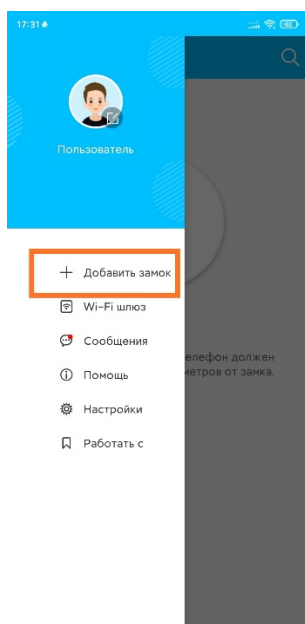 17:31
Пользователь
Добавить замок
Wi-Fi шлюз
Сообщения
елефон должен
метров от замка.
Помощь
Настройки
Работать с